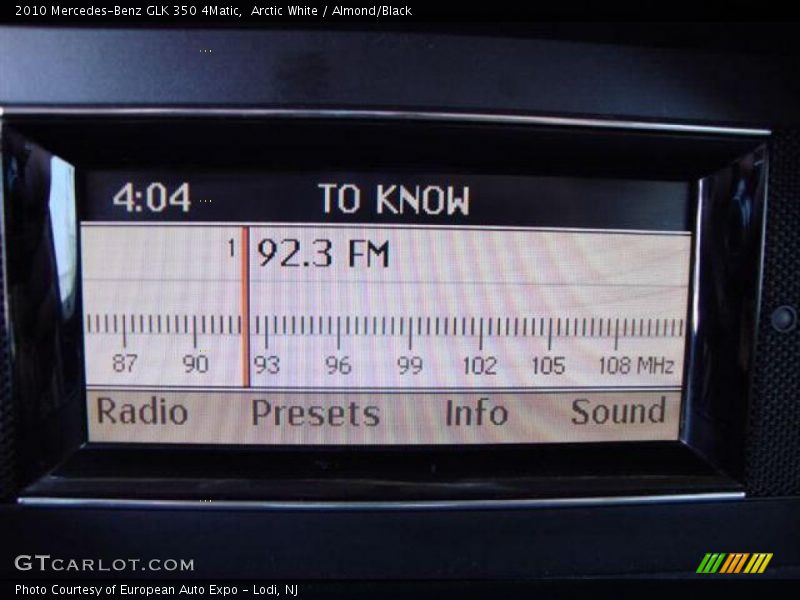 2010 Mercedes-Benz GLK 350 4Matic,  Arctic White / Almond/Black
4:04 TO KNOW
1 92.3 FM
87 90 93 96 99 102 105 108 MHz
Radio Presets Info Sound
GTCARLOT.COM
Photo Courtesy of European Auto Expo - Lodi, NJ